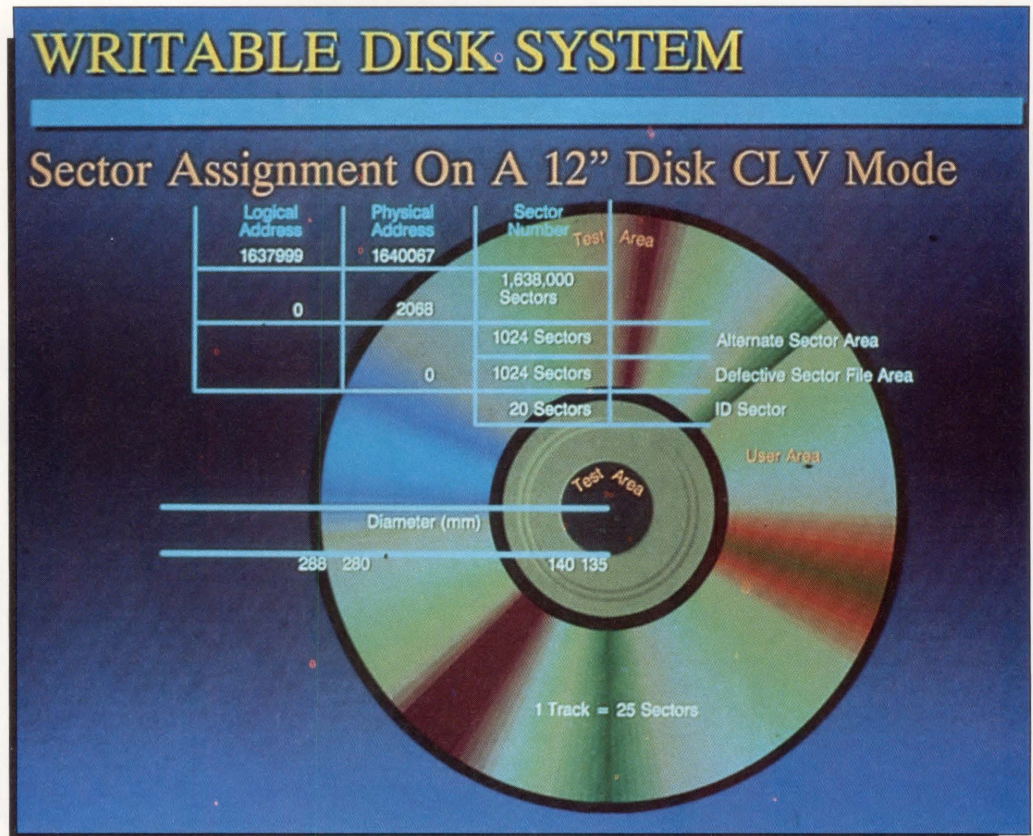 WRITABLE DISK SYSTEM
Sector Assignment On A 12” Disk CLV Mode
Logical Address
Physical Address
Sector Number
Test Area
1637999 1640067
1,638,000 Sectors
0 2068
1024 Sectors Alternate Sector Area
0 1024 Sectors Defective Sector File Area
20 Sectors ID Sector
User Area
Test Area
Diameter (mm)
288 280 140 135
1 Track = 25 Sectors